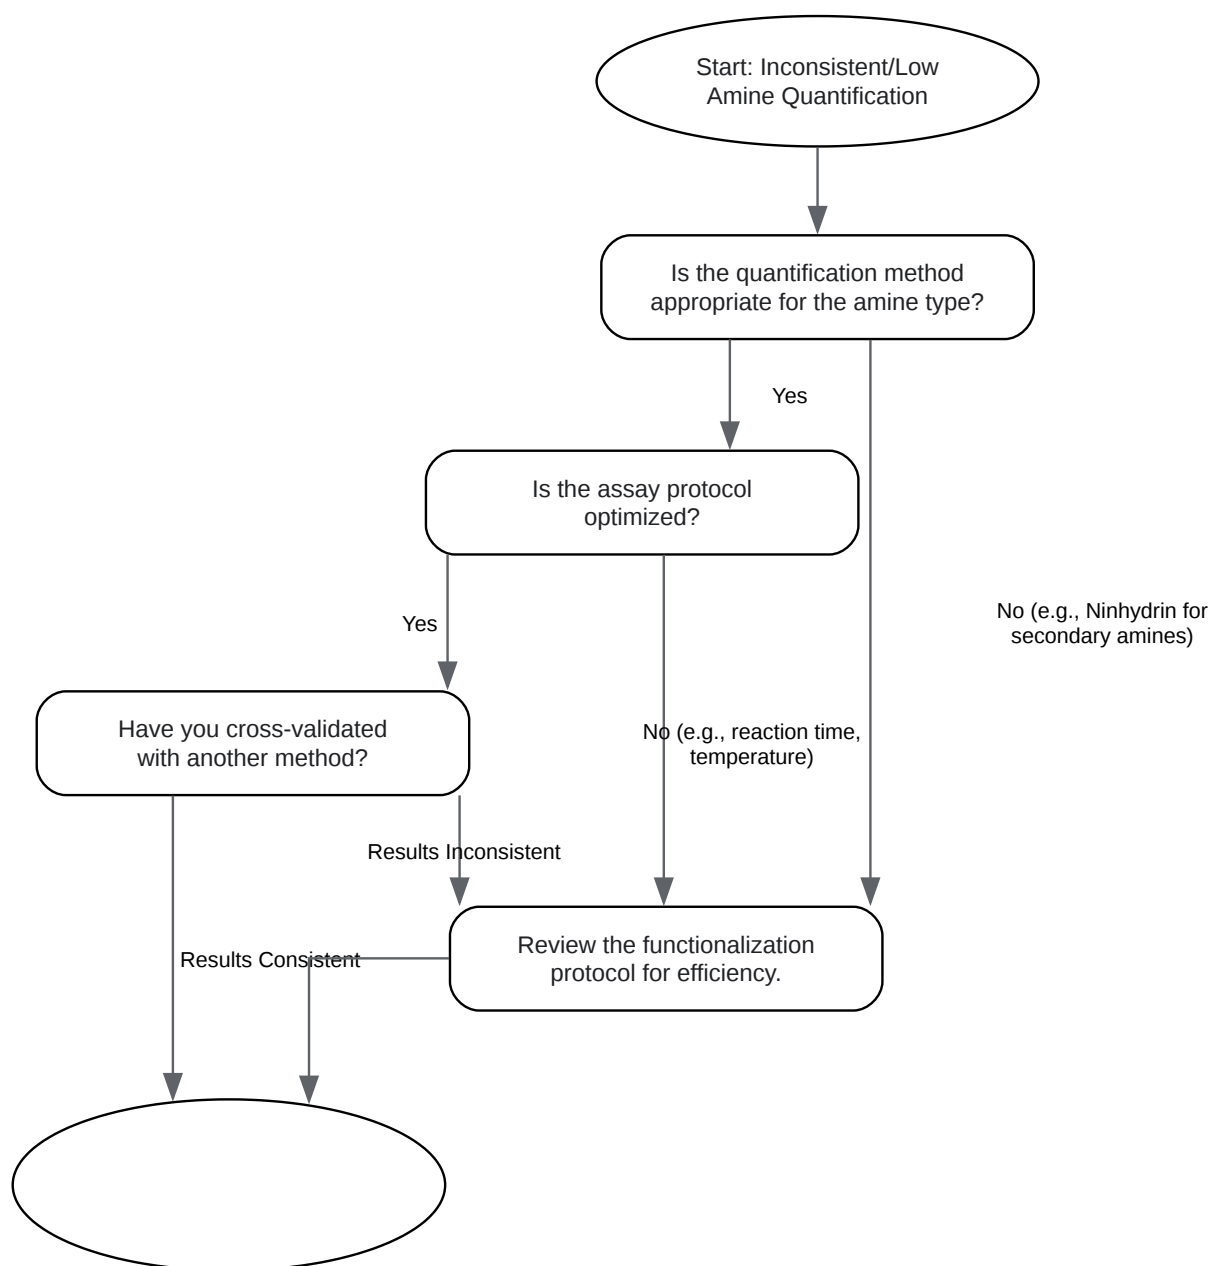 Start: Inconsistent/Low
Amine Quantification
Is the quantification method
appropriate for the amine type?
Yes
Is the assay protocol
optimized?
Yes
No (e.g., Ninhydrin for
secondary amines)
Have you cross-validated
with another method?
No (e.g., reaction time,
temperature)
Results Inconsistent
Results Consistent
Review the functionalization
protocol for efficiency.